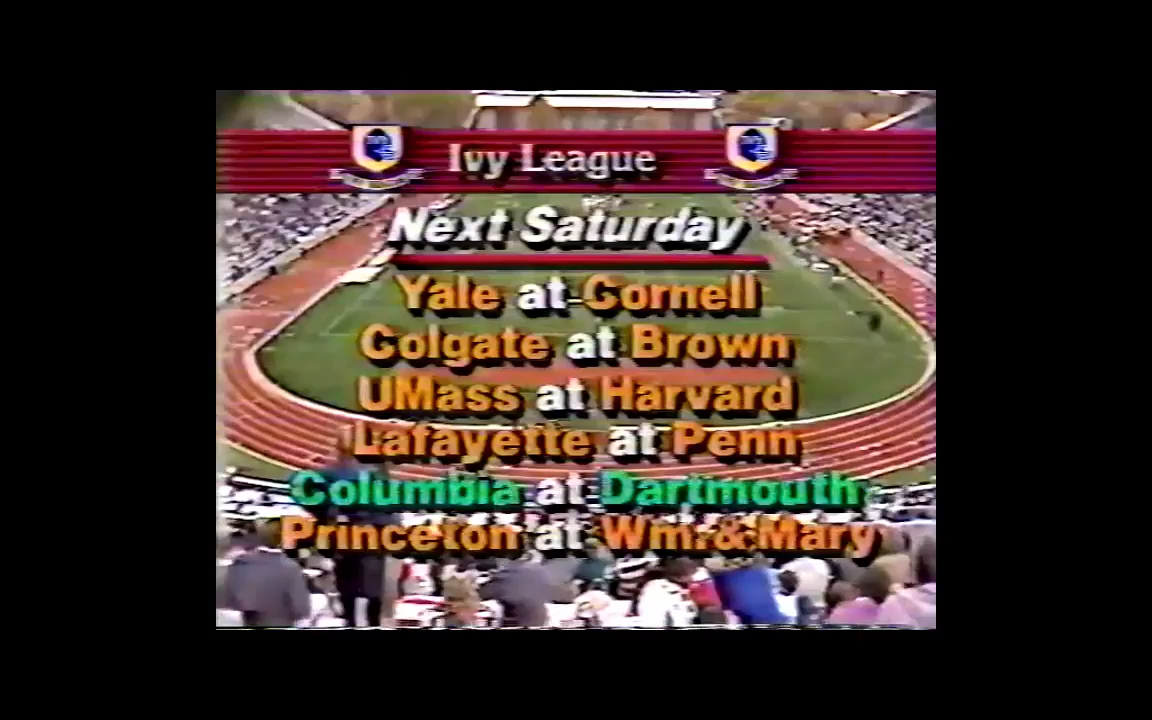 Ivy League
Next Saturday
Yale at Cornell
Colgate at Brown
UMass at Harvard
Lafayette at Penn
Columbia at Dartmouth
Princeton at Wm. & Mary